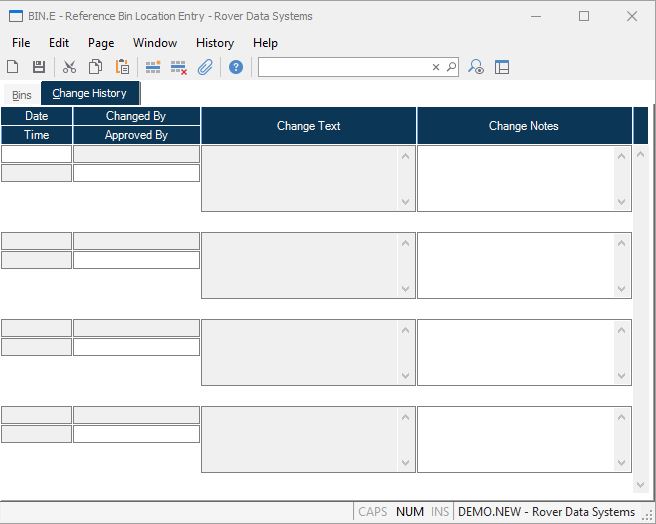 BIN.E - Reference Bin Location Entry - Rover Data Systems
File Edit Page Window History Help
Bins Change History
Date Changed By Change Text Change Notes
Time Approved By
CAPS NUM INS DEMO.NEW - Rover Data Systems